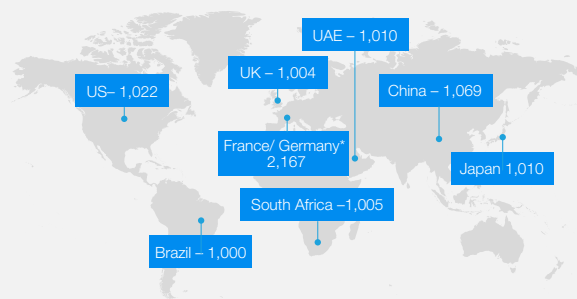 UAE – 1,010
UK – 1,004
US– 1,022
China – 1,069
France/ Germany*
2,167
Japan 1,010
South Africa –1,005
Brazil – 1,000